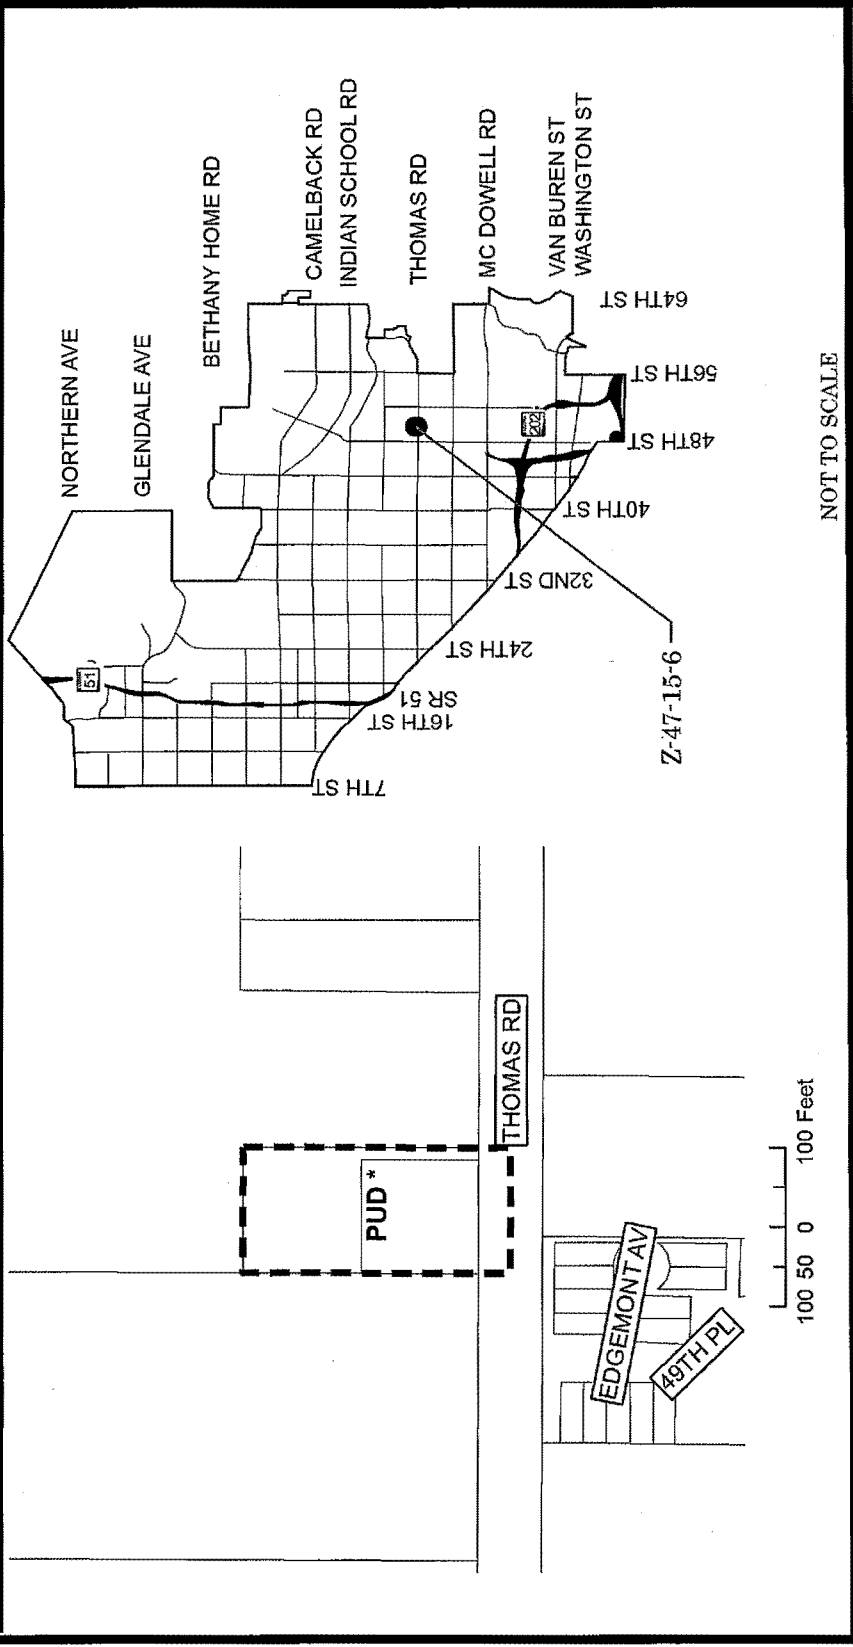 PUD *
THOMAS RD
EDGEMONT AV
49TH PL
100 50 0 100 Feet
NORTHERN AVE
GLENDALE AVE
BETHANY HOME RD
CAMELBACK RD
INDIAN SCHOOL RD
THOMAS RD
MC DOWELL RD
VAN BUREN ST
WASHINGTON ST
51
202
7TH ST
16TH ST
SR 51
24TH ST
32ND ST
40TH ST
48TH ST
56TH ST
64TH ST
Z-47-15-6
NOT TO SCALE